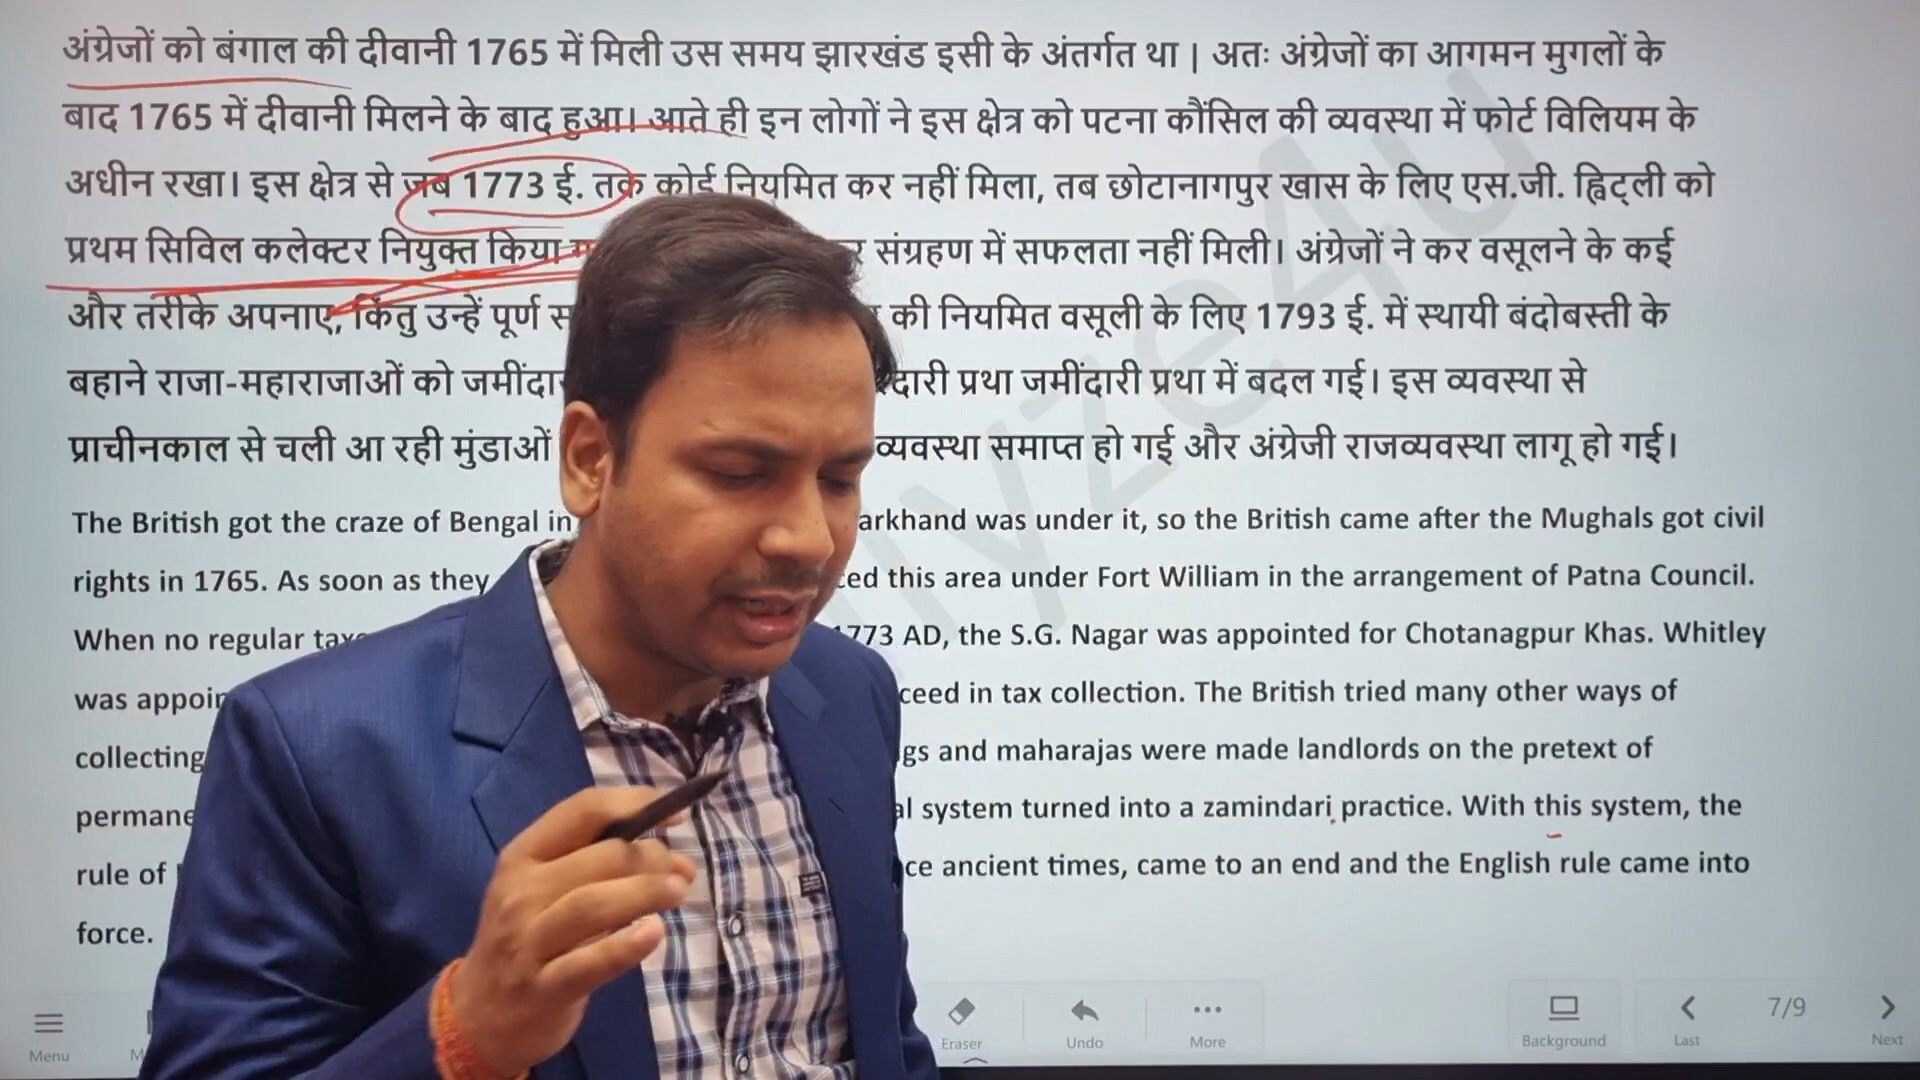 अंग्रेजों को बंगाल की दीवानी 1765 में मिली उस समय झारखंड इसी के अंतर्गत था | अतः अंग्रेजों का आगमन मुगलों के
बाद 1765 में दीवानी मिलने के बाद हुआ। आते ही इन लोगों ने इस क्षेत्र को पटना कौंसिल की व्यवस्था में फोर्ट विलियम के
अधीन रखा। इस क्षेत्र से जब 1773 ई. तक कोई नियमित कर नहीं मिला, तब छोटानागपुर खास के लिए एस.जी. ह्विट्ली को
प्रथम सिविल कलेक्टर नियुक्त किया संग्रहण में सफलता नहीं मिली। अंग्रेजों ने कर वसूलने के कई
और तरीके अपनाए, किंतु उन्हें पूर्ण की नियमित वसूली के लिए 1793 ई. में स्थायी बंदोबस्ती के
बहाने राजा-महाराजाओं को प्रथा जमींदारी प्रथा में बदल गई। इस व्यवस्था से
प्राचीनकाल से चली आ रही मुंडाओं व्यवस्था समाप्त हो गई और अंग्रेजी राजव्यवस्था लागू हो गई।
The British got the craze of Bengal in was under it, so the British came after the Mughals got civil
rights in 1765. As soon as they this area under Fort William in the arrangement of Patna Council.
When no regular 1773 AD, the S.G. Nagar was appointed for Chotanagpur Khas. Whitley
was in tax collection. The British tried many other ways of
collecting and maharajas were made landlords on the pretext of
system turned into a zamindari practice. With this system, the
rule of ancient times, came to an end and the English rule came into
force.
Menu
Eraser
Undo
More
Background
Last
7/9
Next